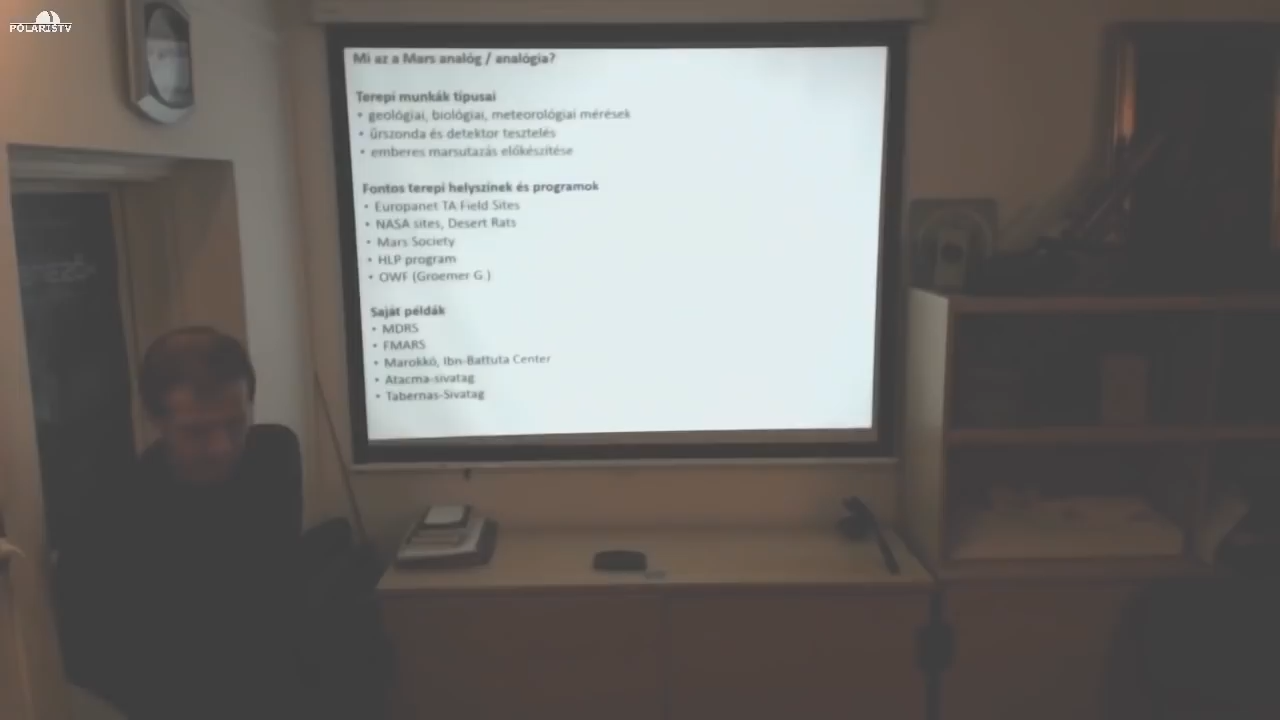 POLARISTV
Mi az a Mars analóg / analógia?
Terepi munkák típusai
• geológiai, biológiai, meteorológiai mérések
• űrszonda és detektor tesztelés
• emberes marsutazás előkészítése
Fontos terepi helyszínek és programok
• Europanet TA Field Sites
• NASA sites, Desert Rats
• Mars Society
• HLP program
• OWF (Groemer G.)
Saját példák
• MDRS
• FMARS
• Marokkó, Ibn-Battuta Center
• Atacma-sivatag
• Tabernas-Sivatag